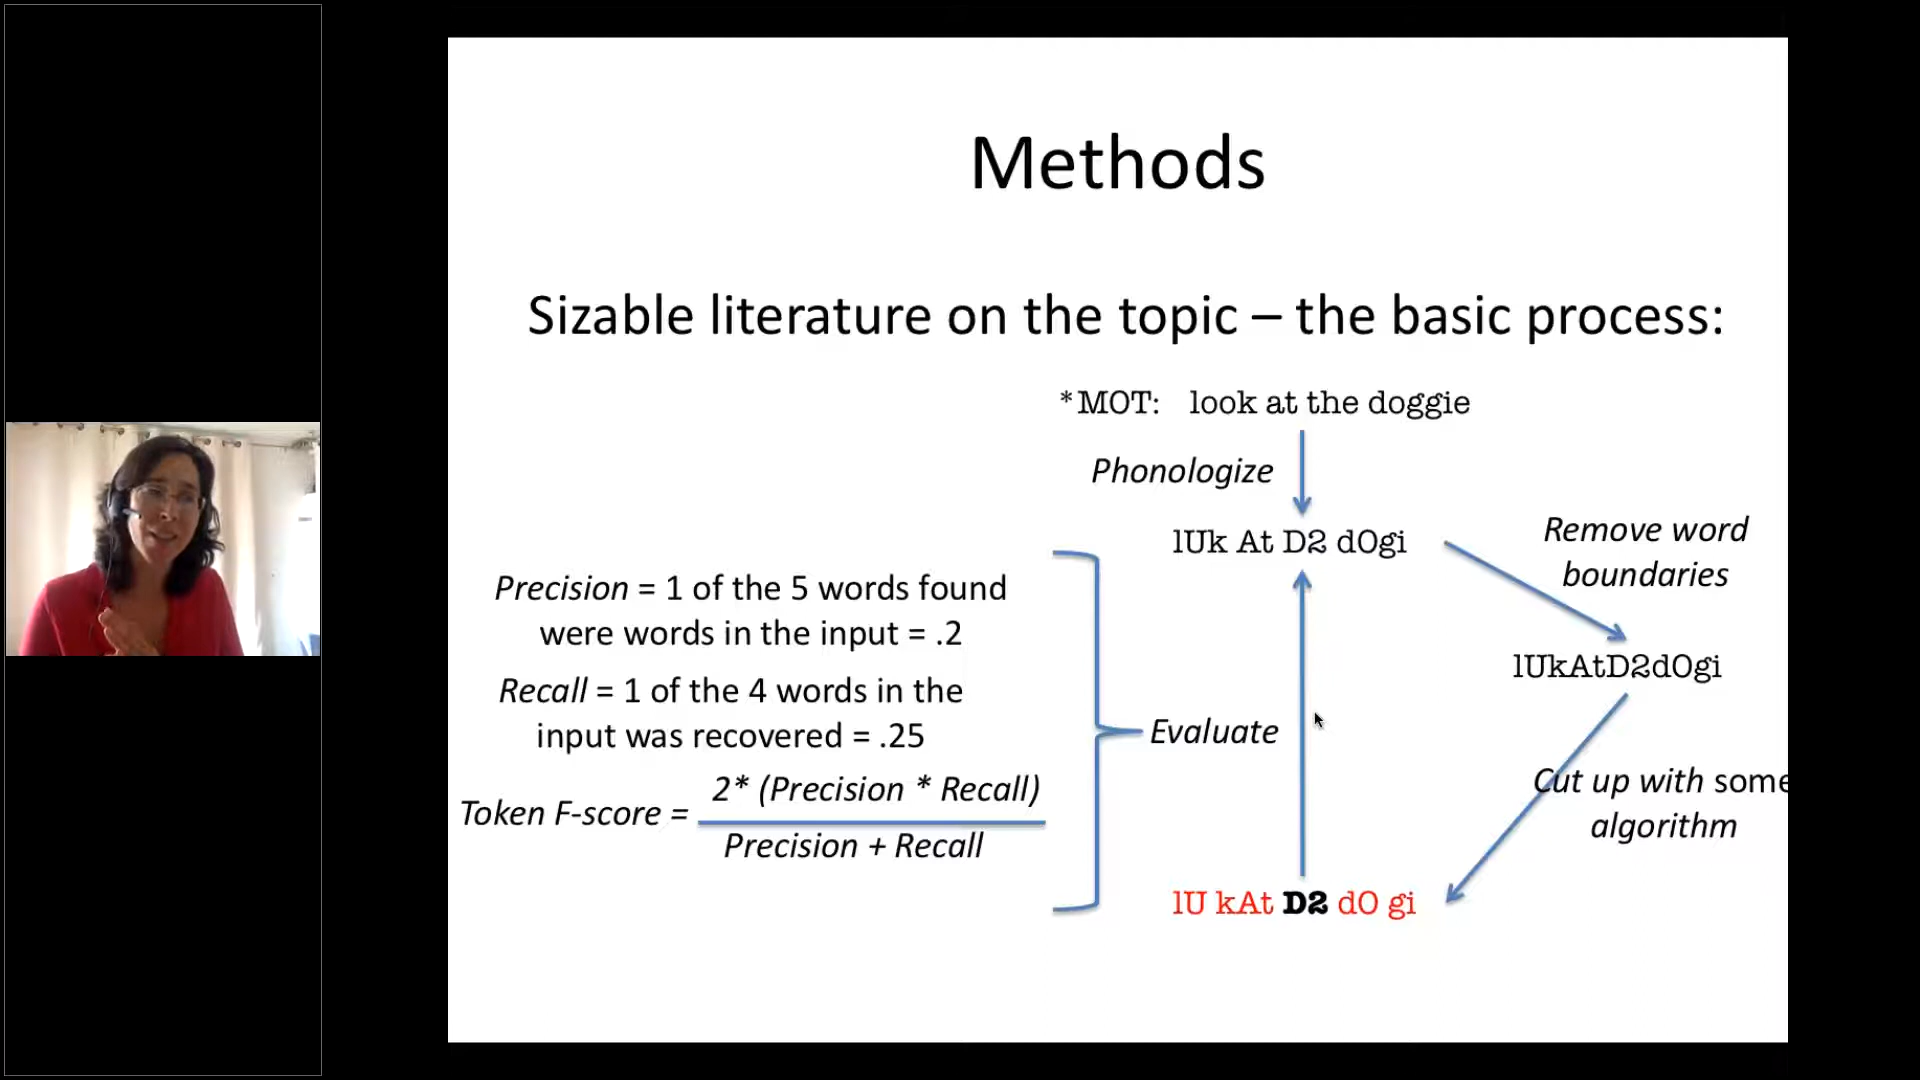 Methods
Sizable literature on the topic – the basic process:
*MOT: look at the doggie
Phonologize
lUk At D2 dOgi
Remove word
boundaries
lUkAtD2dOgi
Cut up with some
algorithm
lU kAt D2 dO gi
Evaluate
Precision = 1 of the 5 words found
were words in the input = .2
Recall = 1 of the 4 words in the
input was recovered = .25
Token F-score =
2* (Precision * Recall)
Precision + Recall